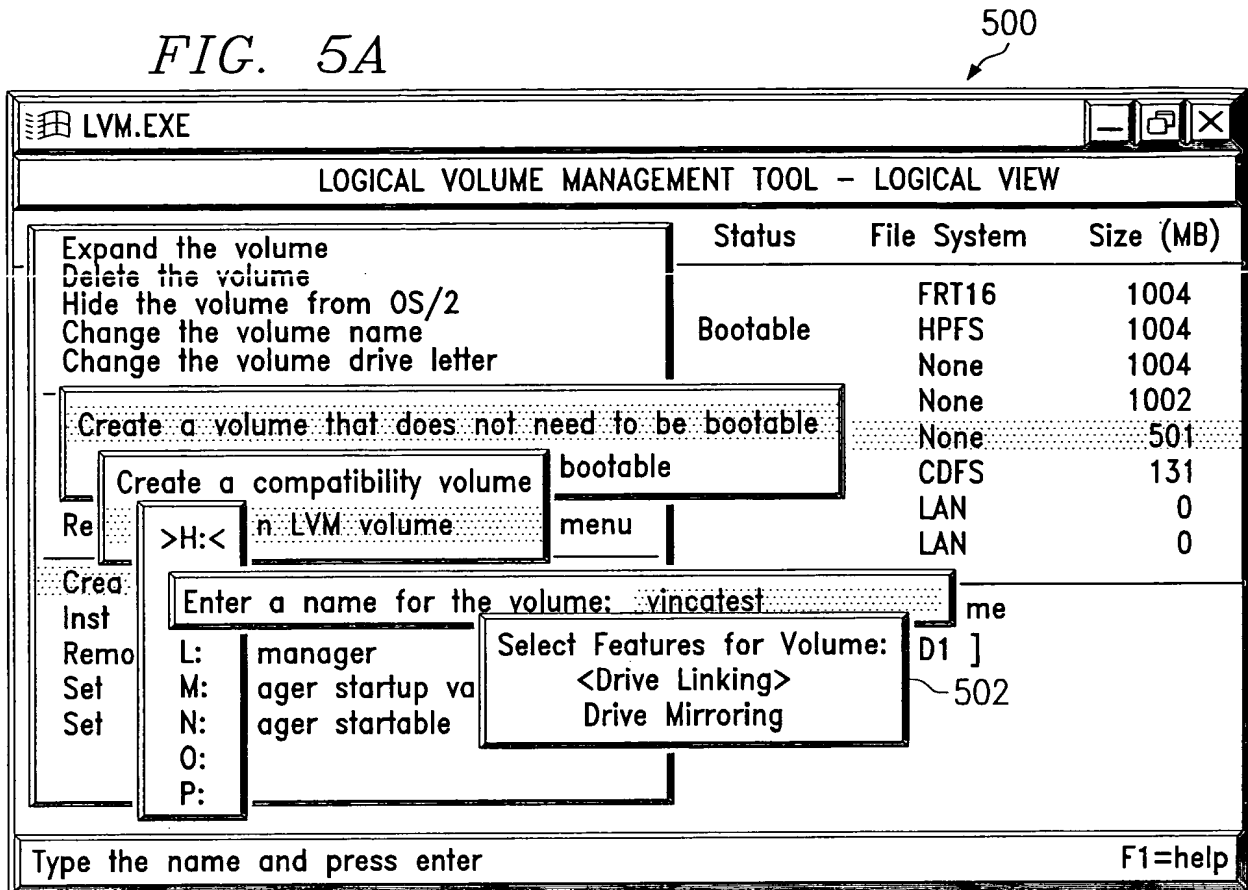 FIG. 5A
500
LVM.EXE
LOGICAL VOLUME MANAGEMENT TOOL – LOGICAL VIEW
Status File System Size (MB)
Expand the volume
Delete the volume
Hide the volume from OS/2
Change the volume name
Change the volume drive letter
FRT16 1004
Bootable HPFS 1004
None 1004
None 1002
None 501
CDFS 131
LAN 0
LAN 0
Create a volume that does not need to be bootable
bootable
Create a compatibility volume
n LVM volume
Re
menu
>H:<
Crea
Enter a name for the volume: vincatest
me
Inst
Select Features for Volume:
<Drive Linking>
Drive Mirroring
D1 ]
502
Remo L: manager
Set M: ager startup va
Set N: ager startable
O:
P:
Type the name and press enter F1=help